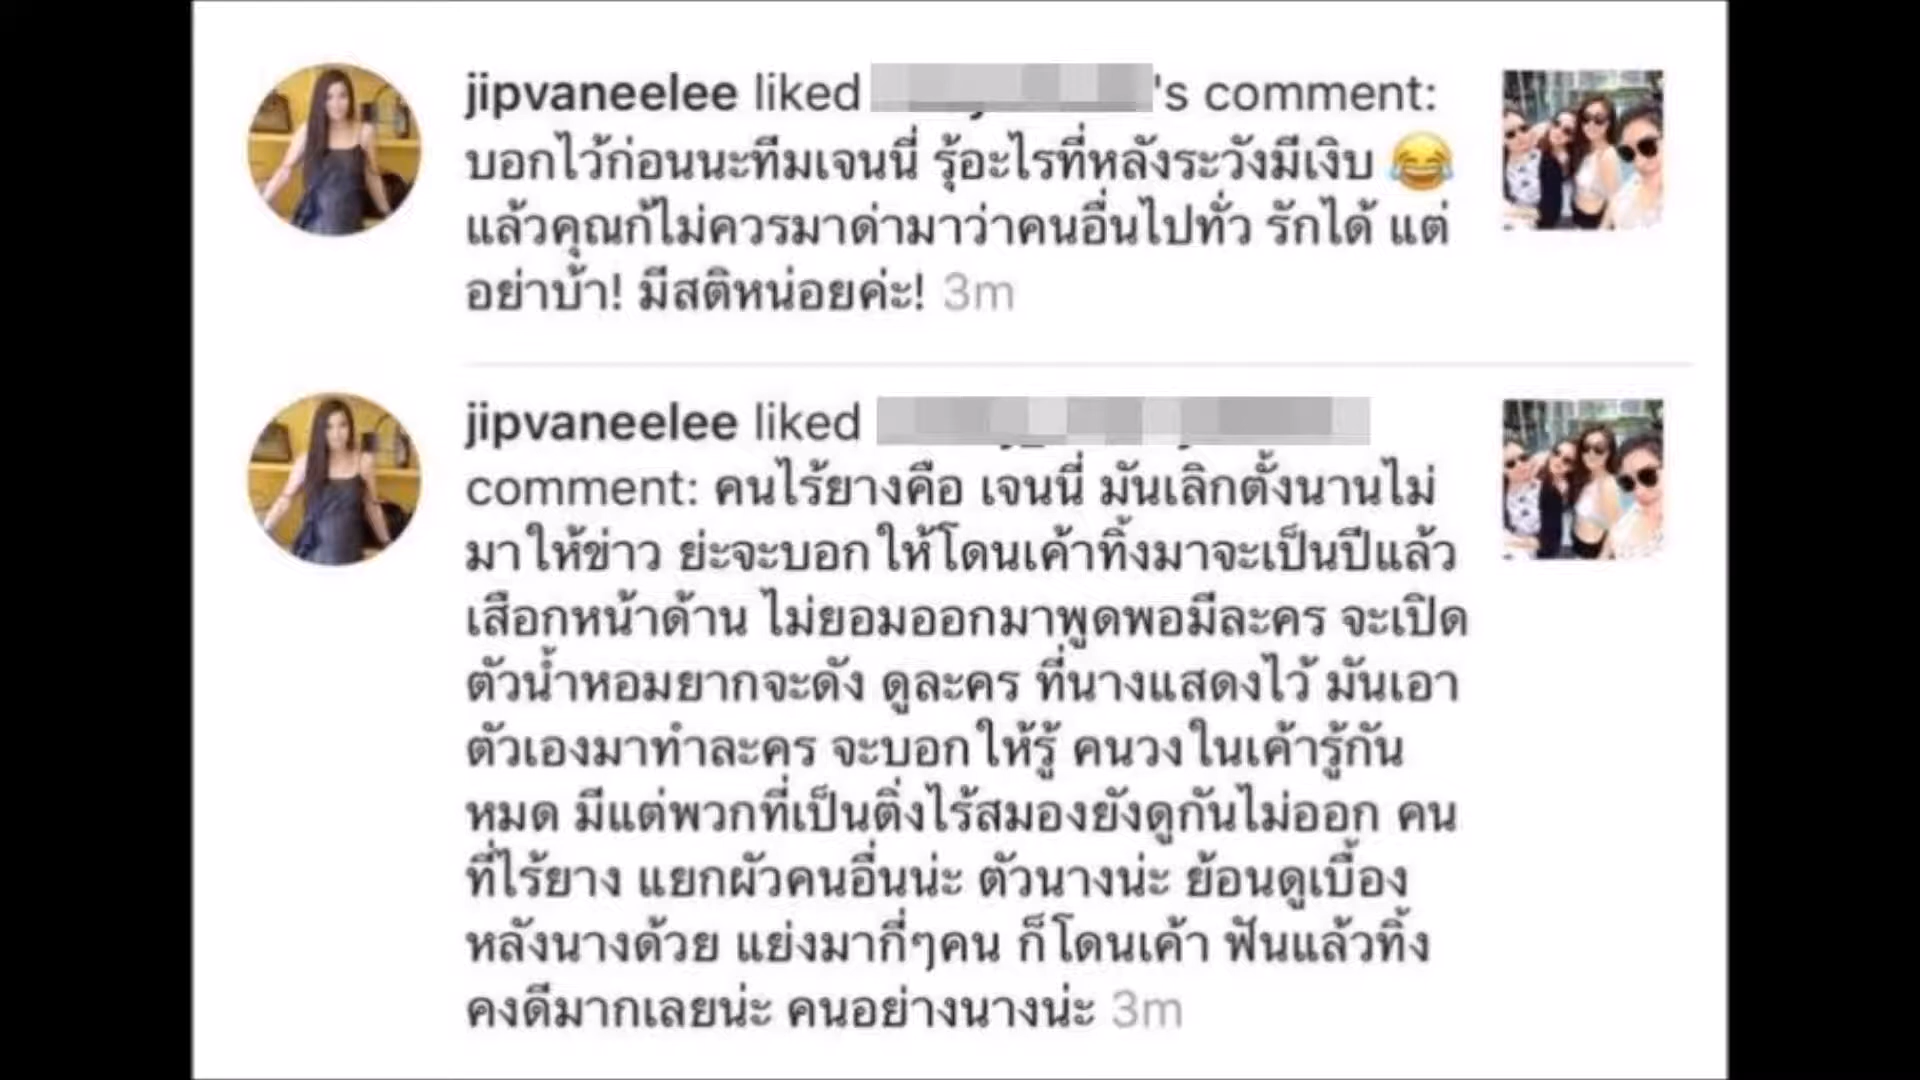 jipvaneelee liked 's comment:
บอกไว้ก่อนนะทีมเจนนี่ รุ้อะไรที่หลังระวังมีเงิบ 😂
แล้วคุณก้ไม่ควรมาด่ามาว่าคนอื่นไปทั่ว รักได้ แต่
อย่าบ้า! มีสติหน่อยค่ะ! 3m
jipvaneelee liked
comment: คนไร้ยางคือ เจนนี่ มันเลิกตั้งนานไม่
มาให้ข่าว ย่ะจะบอกให้โดนเค้าทิ้งมาจะเป็นปีแล้ว
เสือกหน้าด้าน ไม่ยอมออกมาพูดพอมีละคร จะเปิด
ตัวน้ำหอมยากจะดัง ดูละคร ที่นางแสดงไว้ มันเอา
ตัวเองมาทำละคร จะบอกให้รู้ คนวงในเค้ารู้กัน
หมด มีแต่พวกที่เป็นติ่งไร้สมองยังดูกันไม่ออก คน
ที่ไร้ยาง แยกผัวคนอื่นน่ะ ตัวนางน่ะ ย้อนดูเบื้อง
หลังนางด้วย แย่งมากี่ๆคน ก็โดนเค้า ฟันแล้วทิ้ง
คงดีมากเลยน่ะ คนอย่างนางน่ะ 3m